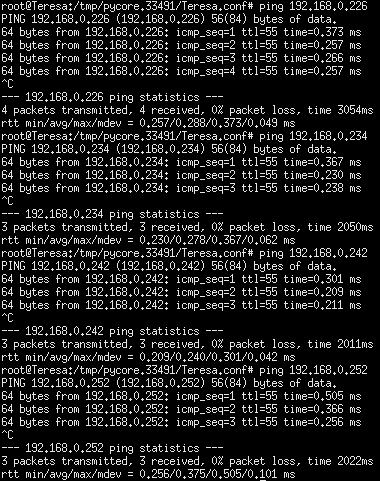 root@Teresa:/tmp/pycore.33491/Teresa.conf# ping 192.168.0.226
PING 192.168.0.226 (192.168.0.226) 56(84) bytes of data.
64 bytes from 192.168.0.226: icmp_seq=1 ttl=55 time=0.373 ms
64 bytes from 192.168.0.226: icmp_seq=2 ttl=55 time=0.257 ms
64 bytes from 192.168.0.226: icmp_seq=3 ttl=55 time=0.266 ms
64 bytes from 192.168.0.226: icmp_seq=4 ttl=55 time=0.257 ms
^C
--- 192.168.0.226 ping statistics ---
4 packets transmitted, 4 received, 0% packet loss, time 3054ms
rtt min/avg/max/mdev = 0.257/0.288/0.373/0.049 ms
root@Teresa:/tmp/pycore.33491/Teresa.conf# ping 192.168.0.234
PING 192.168.0.234 (192.168.0.234) 56(84) bytes of data.
64 bytes from 192.168.0.234: icmp_seq=1 ttl=55 time=0.367 ms
64 bytes from 192.168.0.234: icmp_seq=2 ttl=55 time=0.230 ms
64 bytes from 192.168.0.234: icmp_seq=3 ttl=55 time=0.238 ms
^C
--- 192.168.0.234 ping statistics ---
3 packets transmitted, 3 received, 0% packet loss, time 2050ms
rtt min/avg/max/mdev = 0.230/0.278/0.367/0.062 ms
root@Teresa:/tmp/pycore.33491/Teresa.conf# ping 192.168.0.242
PING 192.168.0.242 (192.168.0.242) 56(84) bytes of data.
64 bytes from 192.168.0.242: icmp_seq=1 ttl=55 time=0.301 ms
64 bytes from 192.168.0.242: icmp_seq=2 ttl=55 time=0.209 ms
64 bytes from 192.168.0.242: icmp_seq=3 ttl=55 time=0.211 ms
^C
--- 192.168.0.242 ping statistics ---
3 packets transmitted, 3 received, 0% packet loss, time 2011ms
rtt min/avg/max/mdev = 0.209/0.240/0.301/0.042 ms
root@Teresa:/tmp/pycore.33491/Teresa.conf# ping 192.168.0.252
PING 192.168.0.252 (192.168.0.252) 56(84) bytes of data.
64 bytes from 192.168.0.252: icmp_seq=1 ttl=55 time=0.505 ms
64 bytes from 192.168.0.252: icmp_seq=2 ttl=55 time=0.366 ms
64 bytes from 192.168.0.252: icmp_seq=3 ttl=55 time=0.256 ms
^C
--- 192.168.0.252 ping statistics ---
3 packets transmitted, 3 received, 0% packet loss, time 2022ms
rtt min/avg/max/mdev = 0.256/0.375/0.505/0.101 ms